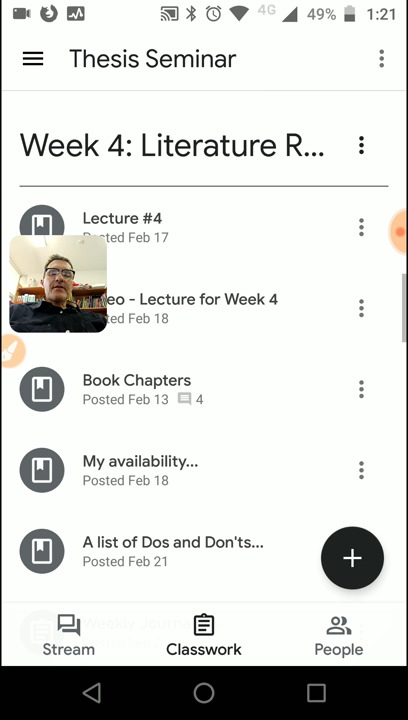 4G 49% 1:21
Thesis Seminar
Week 4: Literature R...
Lecture #4
Posted Feb 17
- Lecture for Week 4
Feb 18
Book Chapters
Posted Feb 13 4
My availability...
Posted Feb 18
A list of Dos and Don'ts...
Posted Feb 21
Weekly Journal
Stream Classwork People